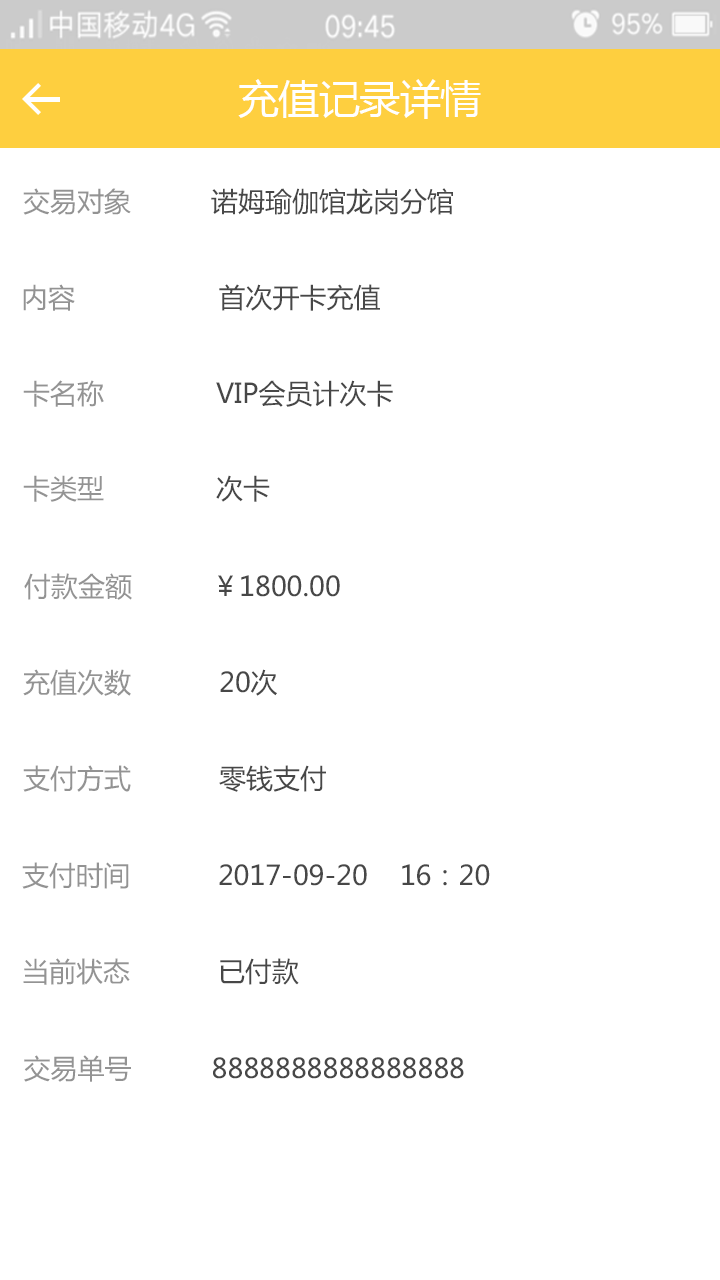 中国移动4G 09:45 95%
充值记录详情
交易对象 诺姆瑜伽馆龙岗分馆
内容 首次开卡充值
卡名称 VIP会员计次卡
卡类型 次卡
付款金额 ¥1800.00
充值次数 20次
支付方式 零钱支付
支付时间 2017-09-20 16：20
当前状态 已付款
交易单号 8888888888888888